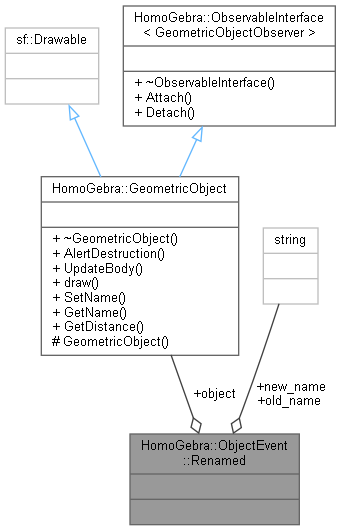 HomoGebra::ObservableInterface
< GeometricObjectObserver >
+ ~ObservableInterface()
+ Attach()
+ Detach()
sf::Drawable
HomoGebra::GeometricObject
+ ~GeometricObject()
+ AlertDestruction()
+ UpdateBody()
+ draw()
+ SetName()
+ GetName()
+ GetDistance()
# GeometricObject()
string
+object
+new_name
+old_name
HomoGebra::ObjectEvent
::Renamed